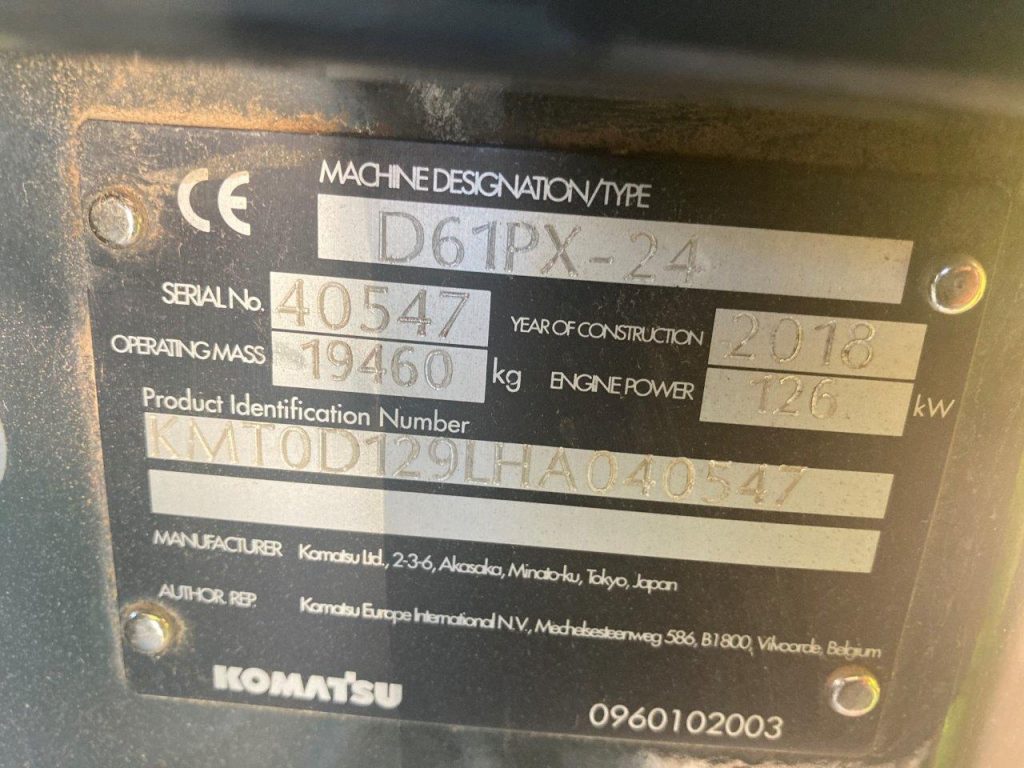 CE
MACHINE DESIGNATION/TYPE
D61PX-24
SERIAL No. 40547
YEAR OF CONSTRUCTION 2018
OPERATING MASS 19460 kg
ENGINE POWER 126 kW
Product Identification Number
KMT0D129LHA040547
MANUFACTURER Komatsu Ltd., 2-3-6, Akasaka, Minato-ku, Tokyo, Japan
AUTHOR. REP. Komatsu Europe International N.V., Mechelsesteenweg 586, B1800, Vilvoorde, Belgium
KOMATSU
0960102003